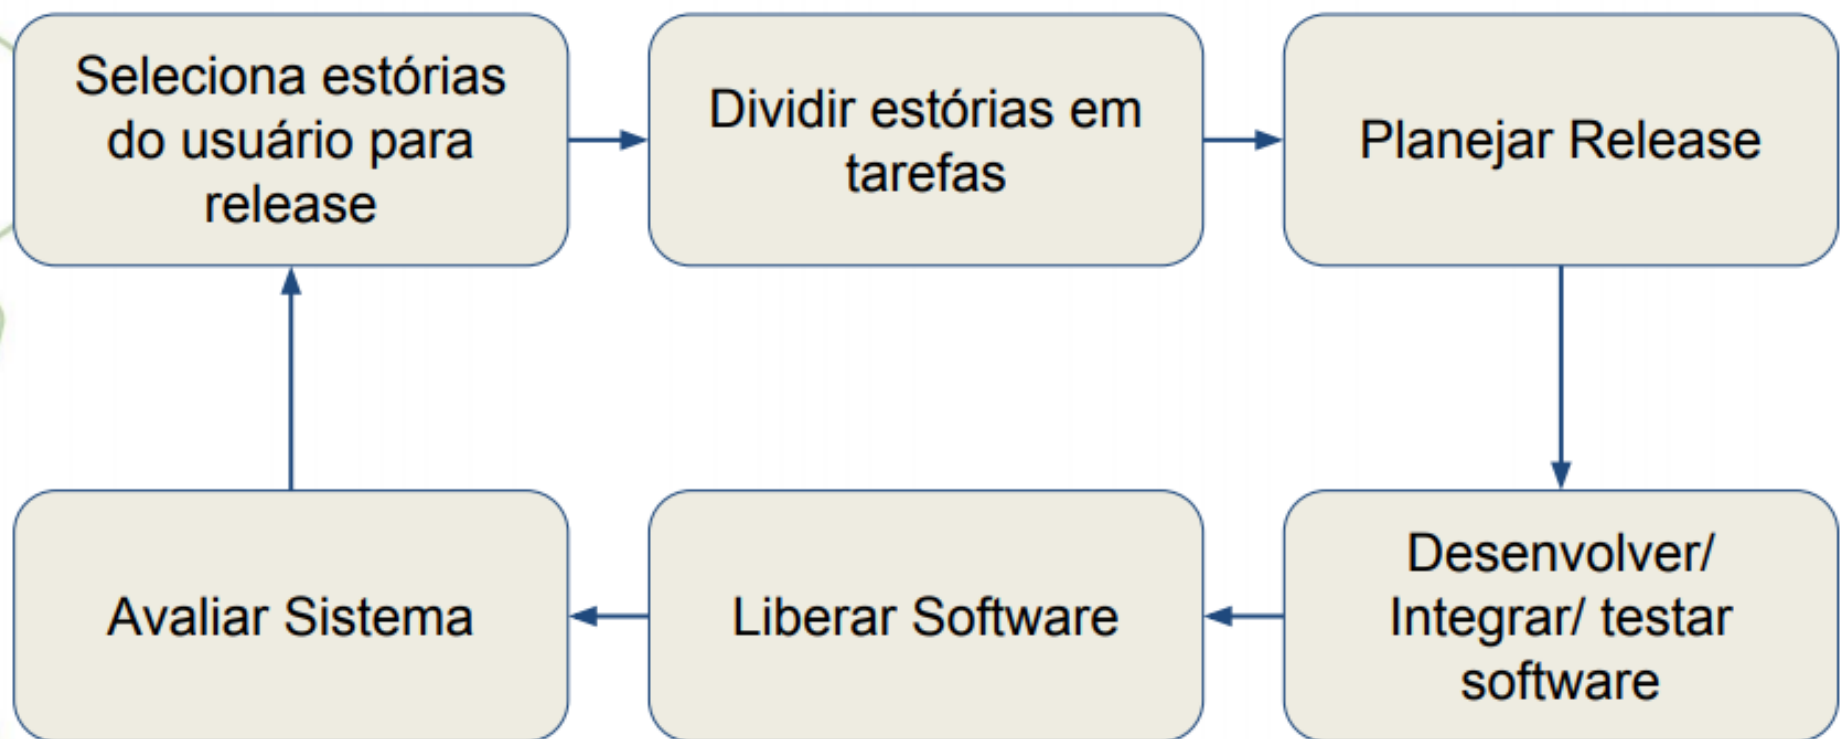 Seleciona estórias
do usuário para
release
Dividir estórias em
tarefas
Planejar Release
Avaliar Sistema
Liberar Software
Desenvolver/
Integrar/ testar
software